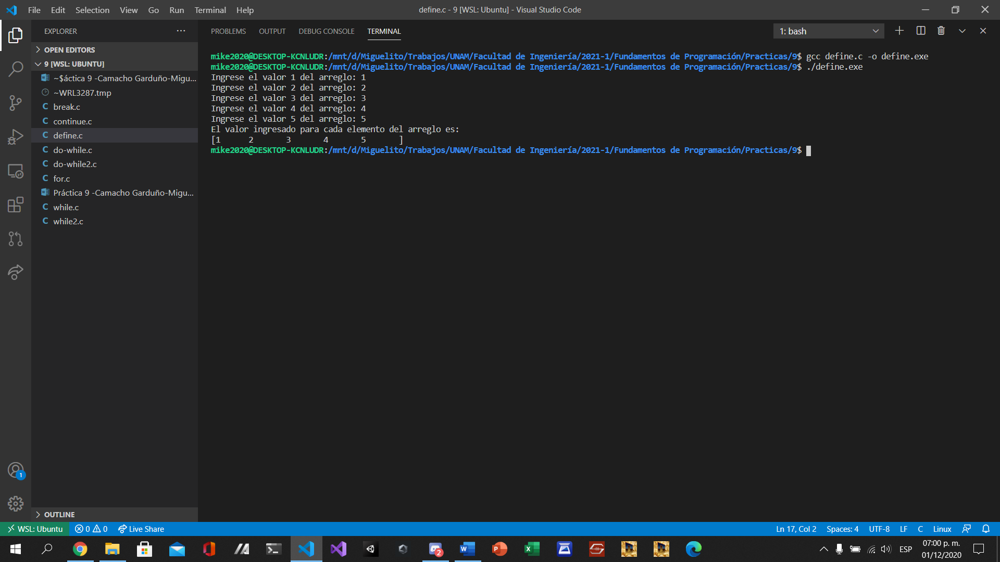 File Edit Selection View Go Run Terminal Help
define.c - 9 [WSL: Ubuntu] - Visual Studio Code
EXPLORER
PROBLEMS OUTPUT DEBUG CONSOLE TERMINAL
1: bash
OPEN EDITORS
9 [WSL: UBUNTU]
~$áctica 9 -Camacho Garduño-Migu...
~WRL3287.tmp
break.c
continue.c
define.c
do-while.c
do-while2.c
for.c
Práctica 9 -Camacho Garduño-Migu...
while.c
while2.c
OUTLINE
mike2020@DESKTOP-KCNLUDR:/mnt/d/Miguelito/Trabajos/UNAM/Facultad de Ingeniería/2021-1/Fundamentos de Programación/Practicas/9$ gcc define.c -o define.exe
mike2020@DESKTOP-KCNLUDR:/mnt/d/Miguelito/Trabajos/UNAM/Facultad de Ingeniería/2021-1/Fundamentos de Programación/Practicas/9$ ./define.exe
Ingrese el valor 1 del arreglo: 1
Ingrese el valor 2 del arreglo: 2
Ingrese el valor 3 del arreglo: 3
Ingrese el valor 4 del arreglo: 4
Ingrese el valor 5 del arreglo: 5
El valor ingresado para cada elemento del arreglo es:
[1 2 3 4 5 ]
mike2020@DESKTOP-KCNLUDR:/mnt/d/Miguelito/Trabajos/UNAM/Facultad de Ingeniería/2021-1/Fundamentos de Programación/Practicas/9$
1
WSL: Ubuntu 0 0 Live Share
Ln 17, Col 2 Spaces: 4 UTF-8 LF C Linux
2
ESP
07:00 p. m.
01/12/2020